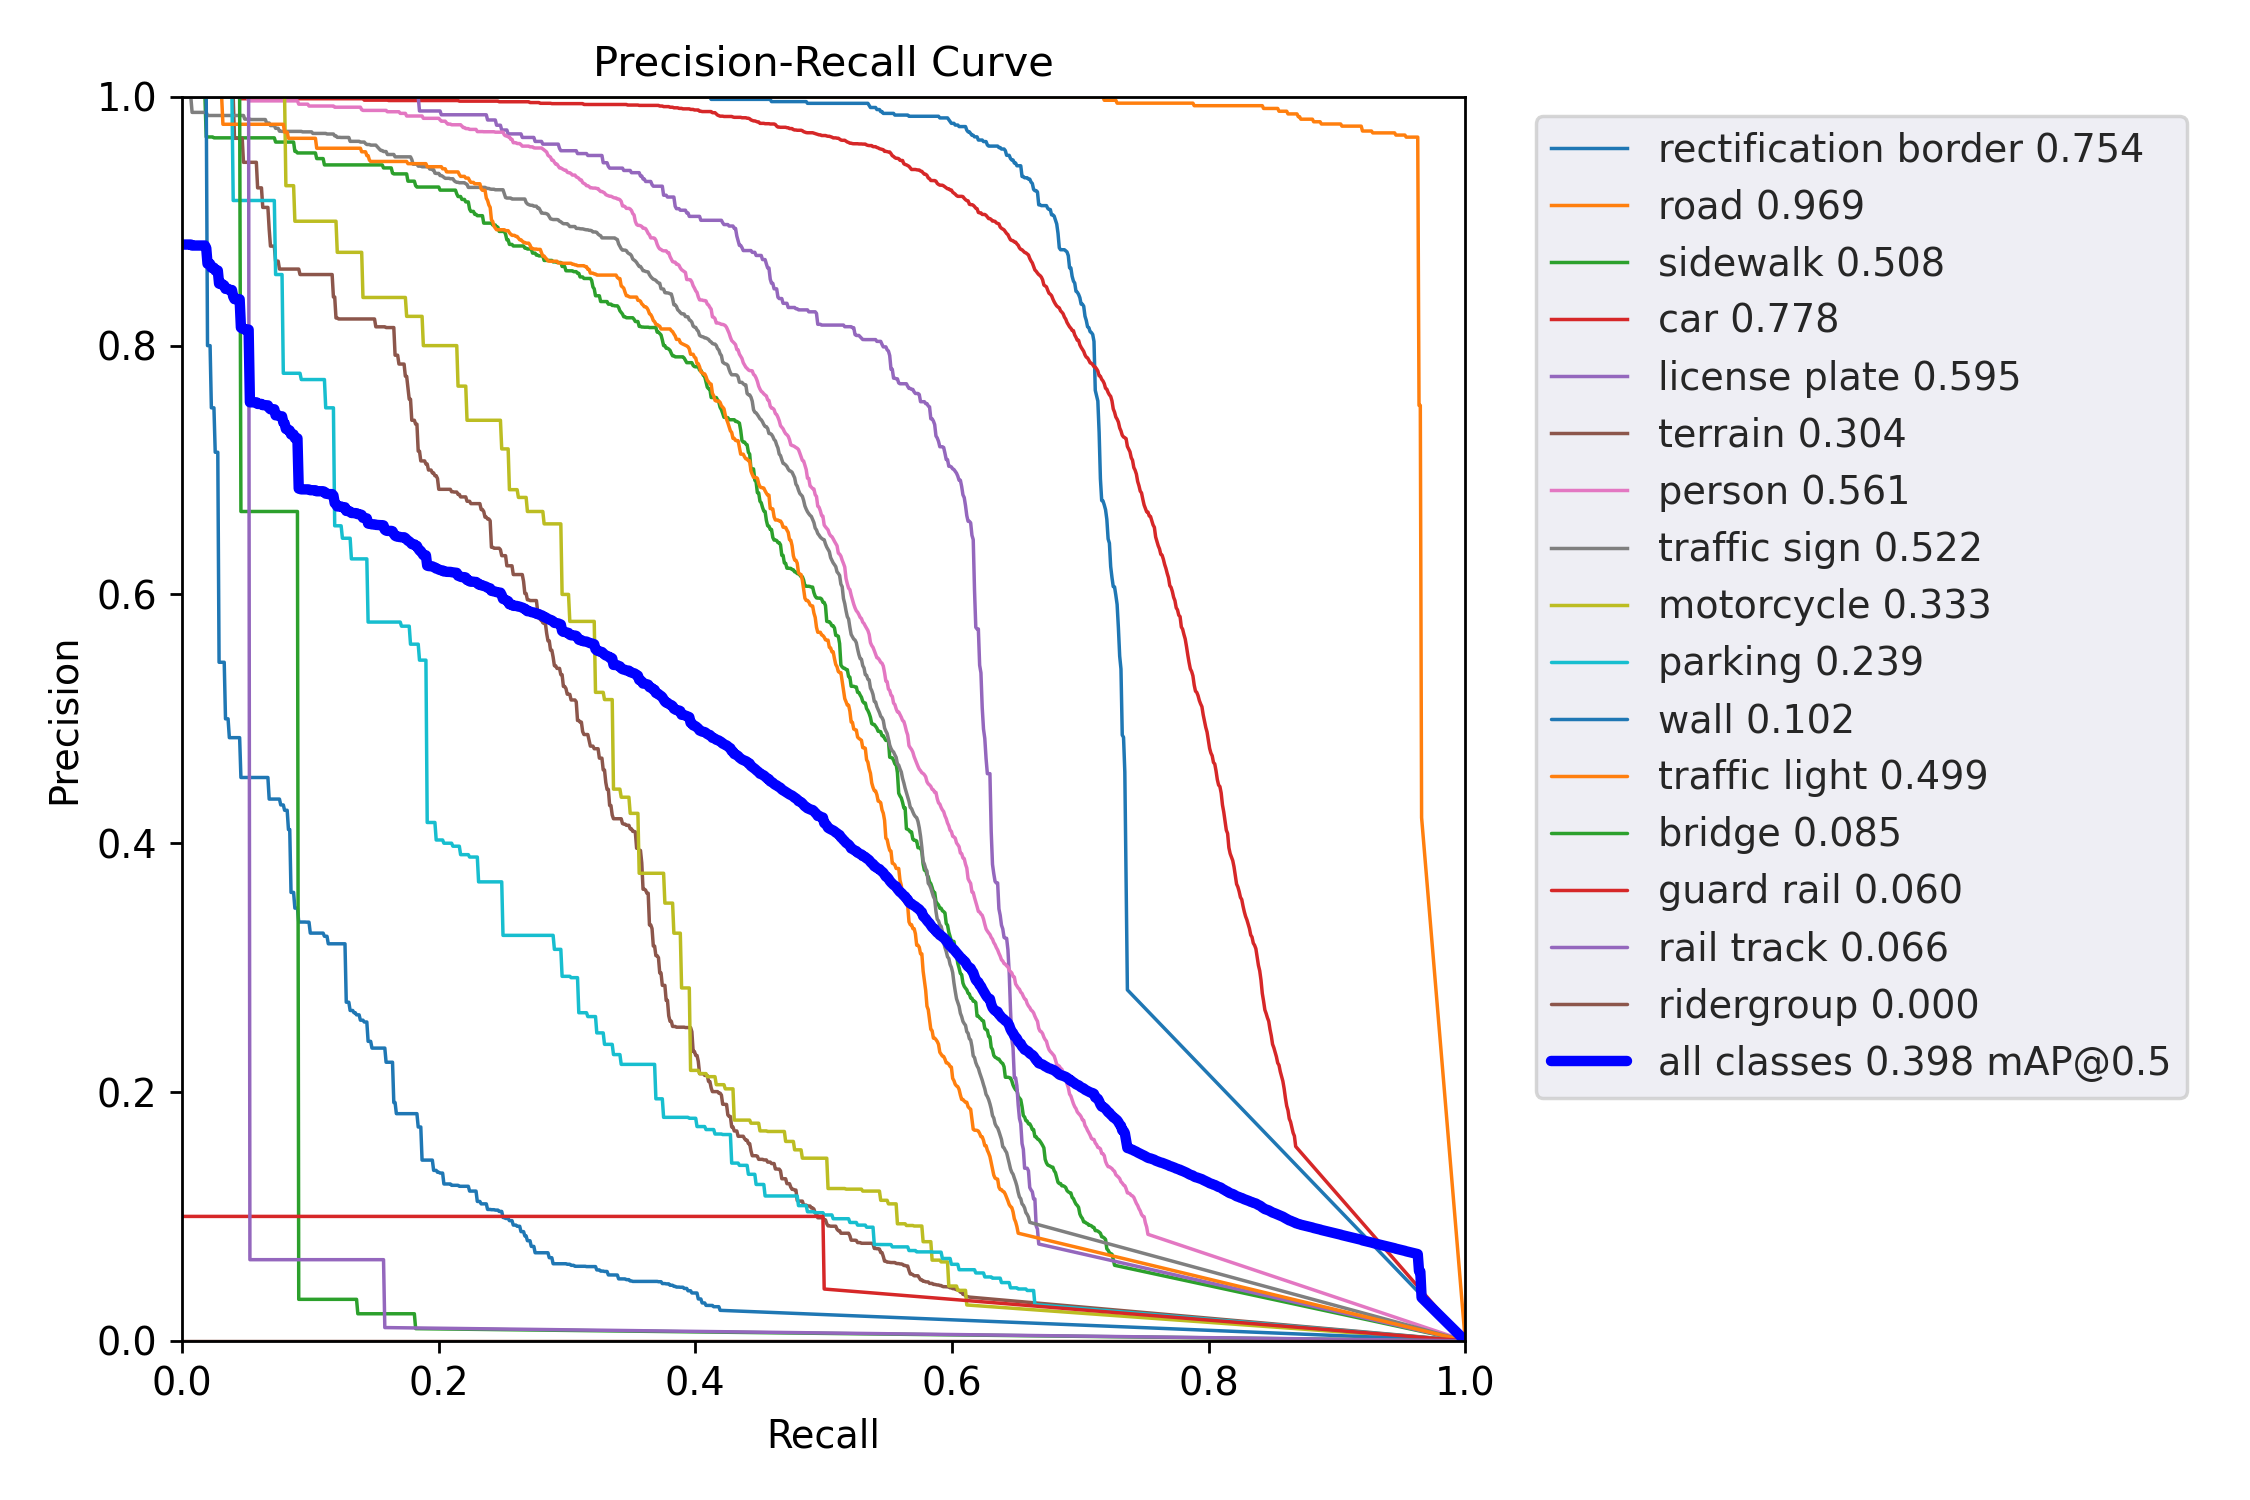 Precision-Recall Curve
1.0
0.8
0.6
0.4
0.2
0.0
Precision
0.0 0.2 0.4 0.6 0.8 1.0
Recall
rectification border 0.754
road 0.969
sidewalk 0.508
car 0.778
license plate 0.595
terrain 0.304
person 0.561
traffic sign 0.522
motorcycle 0.333
parking 0.239
wall 0.102
traffic light 0.499
bridge 0.085
guard rail 0.060
rail track 0.066
ridergroup 0.000
all classes 0.398 mAP@0.5